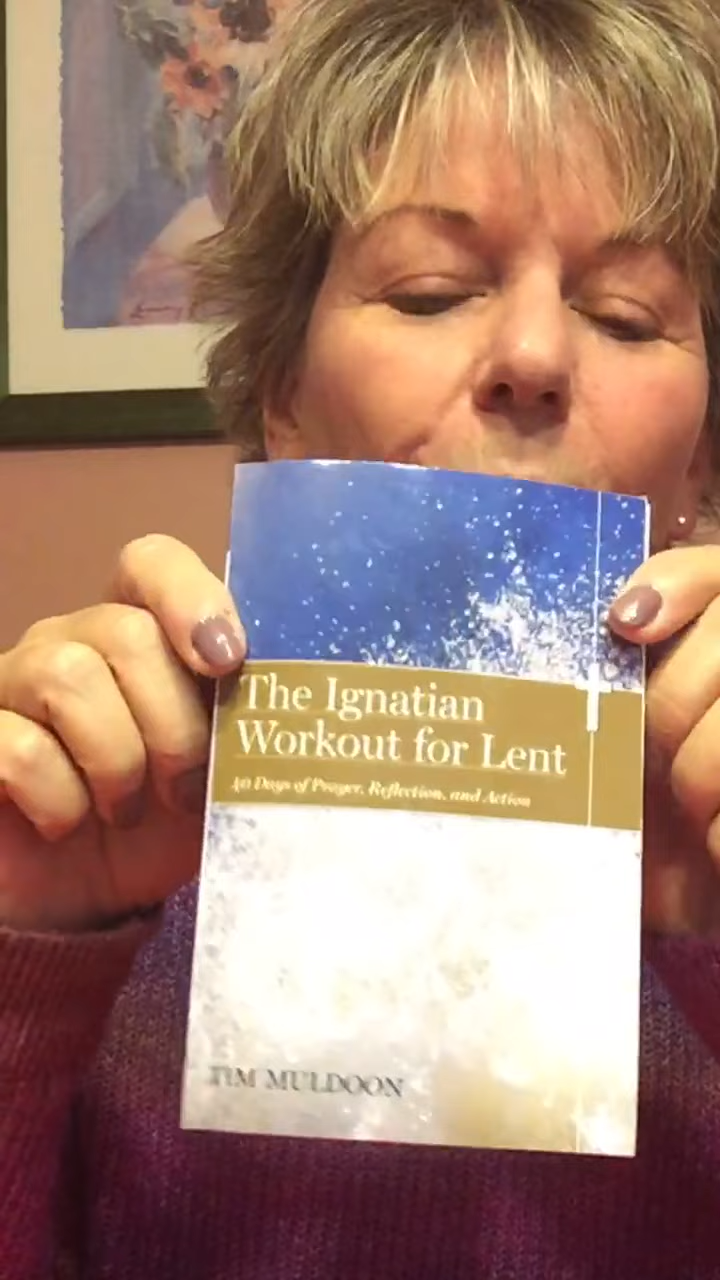 The Ignatian
Workout for Lent
40 Days of Prayer, Reflection, and Action
TIM MULDOON